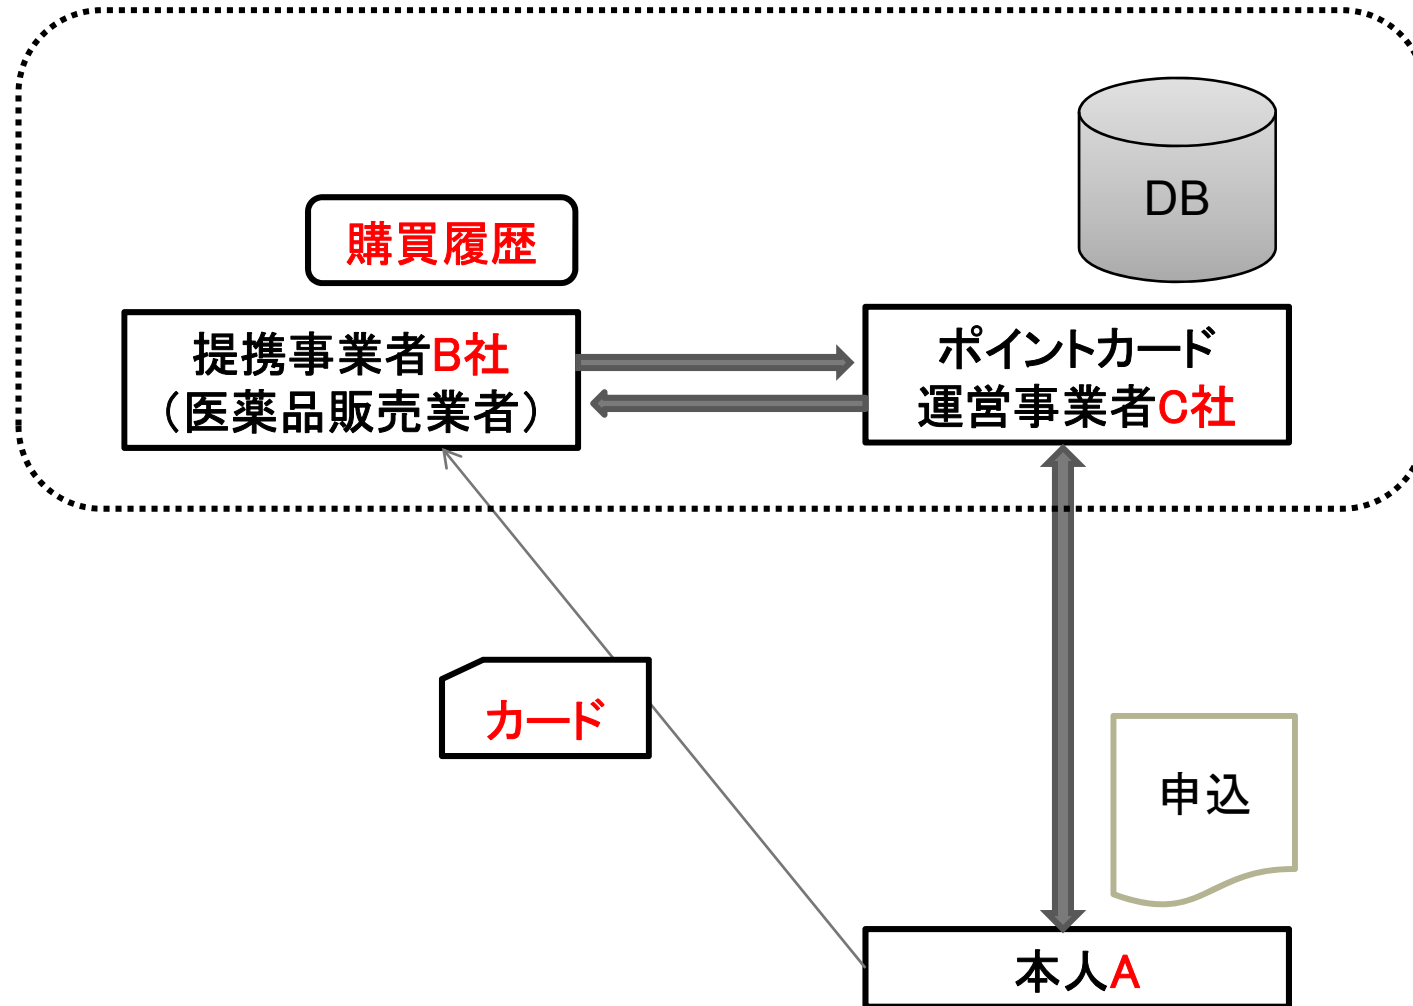 DB
購買履歴
提携事業者B社
（医薬品販売業者）
ポイントカード
運営事業者C社
カード
申込
本人A